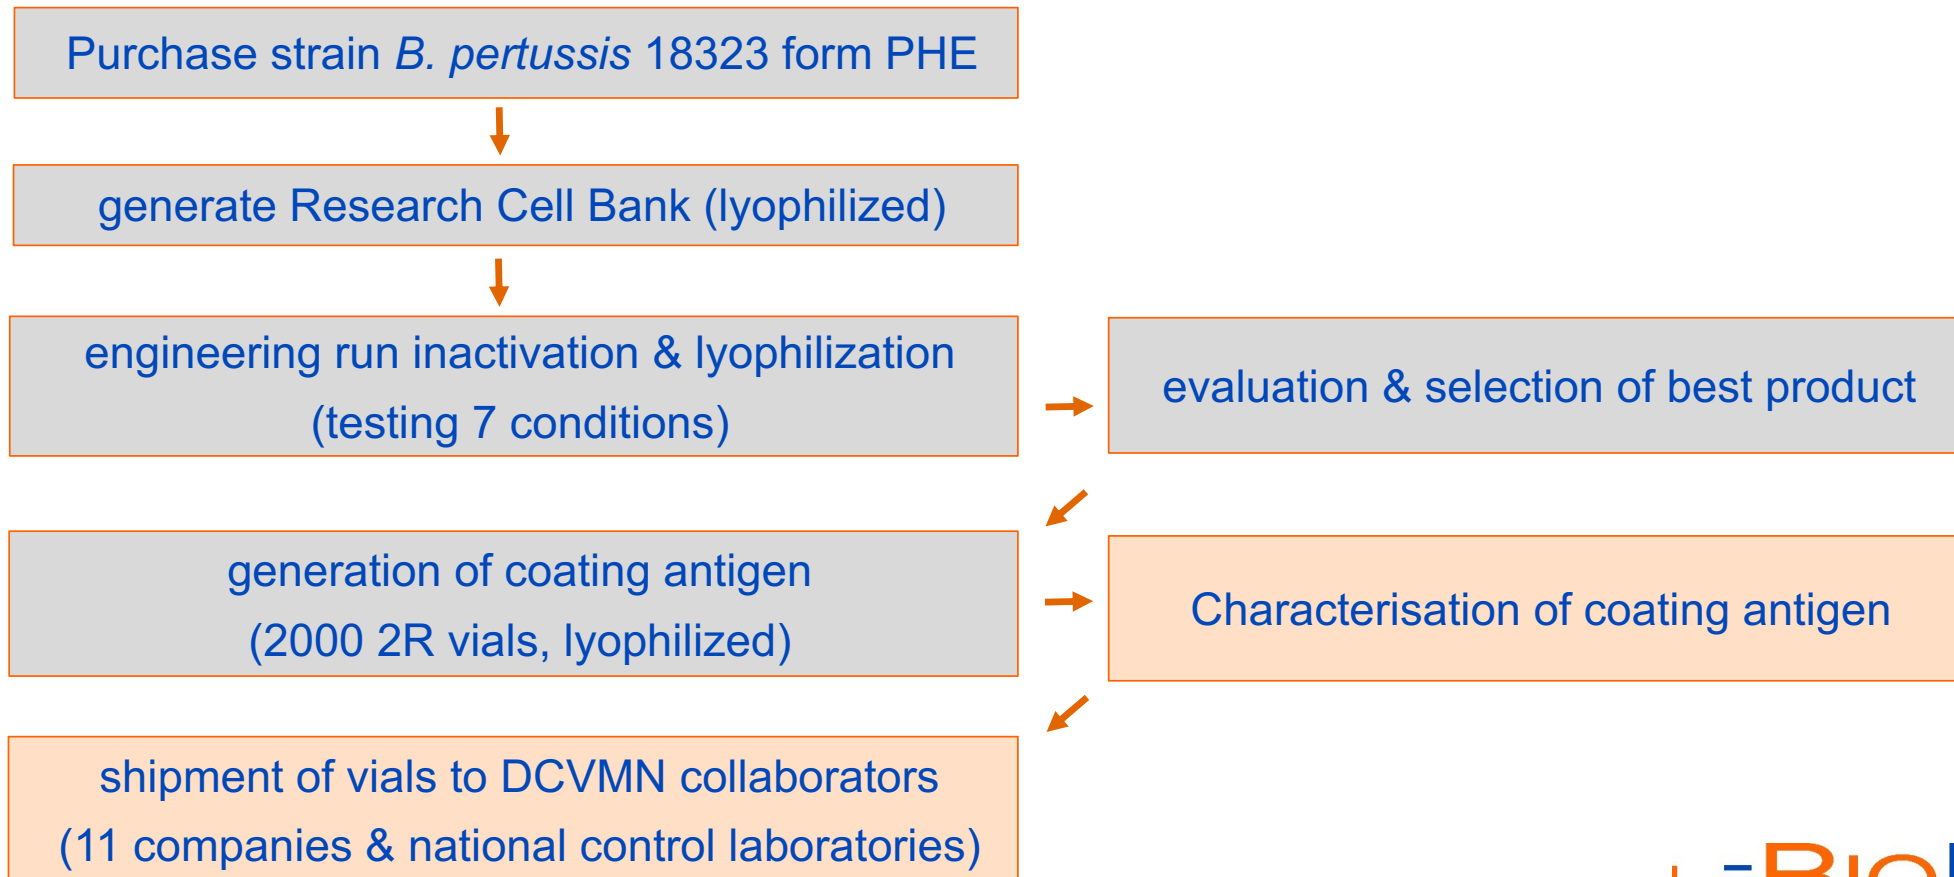 Purchase strain B. pertussis 18323 form PHE
generate Research Cell Bank (lyophilized)
engineering run inactivation & lyophilization
(testing 7 conditions)
evaluation & selection of best product
generation of coating antigen
(2000 2R vials, lyophilized)
Characterisation of coating antigen
shipment of vials to DCVMN collaborators
(11 companies & national control laboratories)